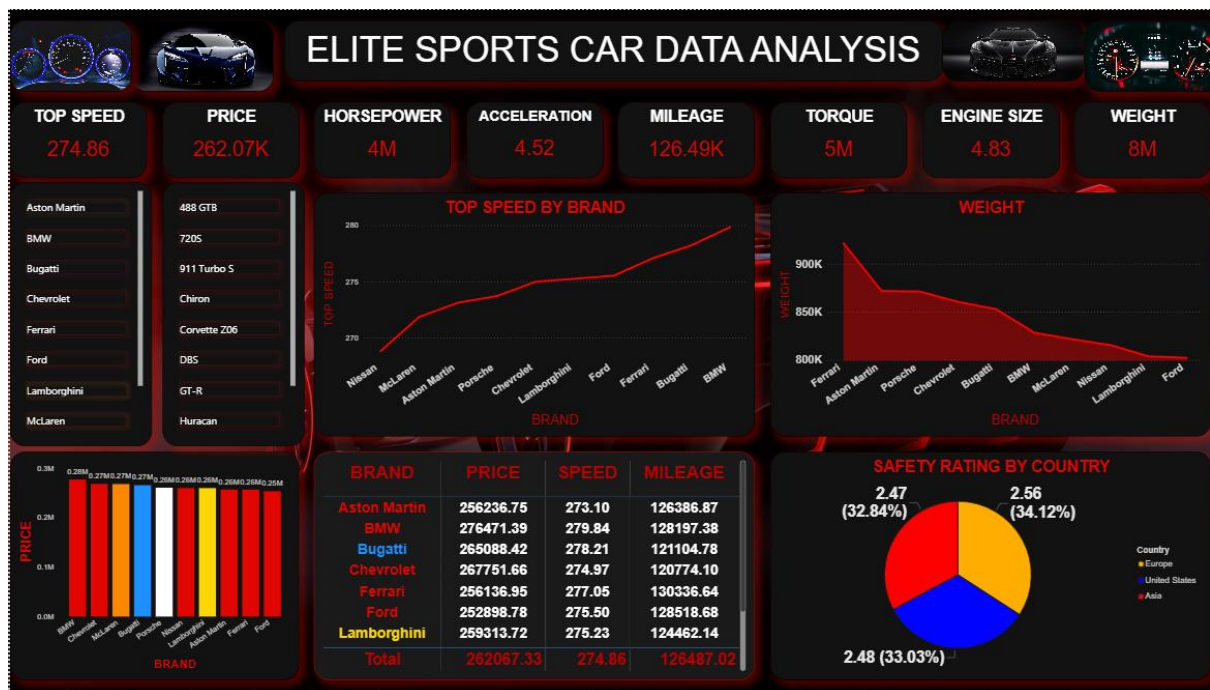 ELITE SPORTS CAR DATA ANALYSIS
TOP SPEED
274.86
PRICE
262.07K
HORSEPOWER
4M
ACCELERATION
4.52
MILEAGE
126.49K
TORQUE
5M
ENGINE SIZE
4.83
WEIGHT
8M
Aston Martin
BMW
Bugatti
Chevrolet
Ferrari
Ford
Lamborghini
McLaren
488 GTB
720S
911 Turbo S
Chiron
Corvette Z06
DBS
GT-R
Huracan
TOP SPEED BY BRAND
TOP SPEED
280
275
270
Nissan
McLaren
Aston Martin
Porsche
Chevrolet
Lamborghini
Ford
Ferrari
Bugatti
BMW
BRAND
WEIGHT
WEIGHT
900K
850K
800K
Ferrari
Aston Martin
Porsche
Chevrolet
Bugatti
BMW
McLaren
Nissan
Lamborghini
Ford
BRAND
PRICE
0.3M
0.2M
0.1M
0.0M
0.28M 0.27M 0.27M 0.27M 0.26M 0.26M 0.26M 0.26M 0.26M 0.25M
BMW
Chevrolet
McLaren
Bugatti
Porsche
Nissan
Lamborghini
Aston Martin
Ferrari
Ford
BRAND
BRAND PRICE SPEED MILEAGE
Aston Martin 256236.75 273.10 126386.87
BMW 276471.39 279.84 128197.38
Bugatti 265088.42 278.21 121104.78
Chevrolet 267751.66 274.97 120774.10
Ferrari 256136.95 277.05 130336.64
Ford 252898.78 275.50 128518.68
Lamborghini 259313.72 275.23 124462.14
Total 262067.33 274.86 126487.02
SAFETY RATING BY COUNTRY
2.47
(32.84%)
2.56
(34.12%)
2.48 (33.03%)
Country
Europe
United States
Asia